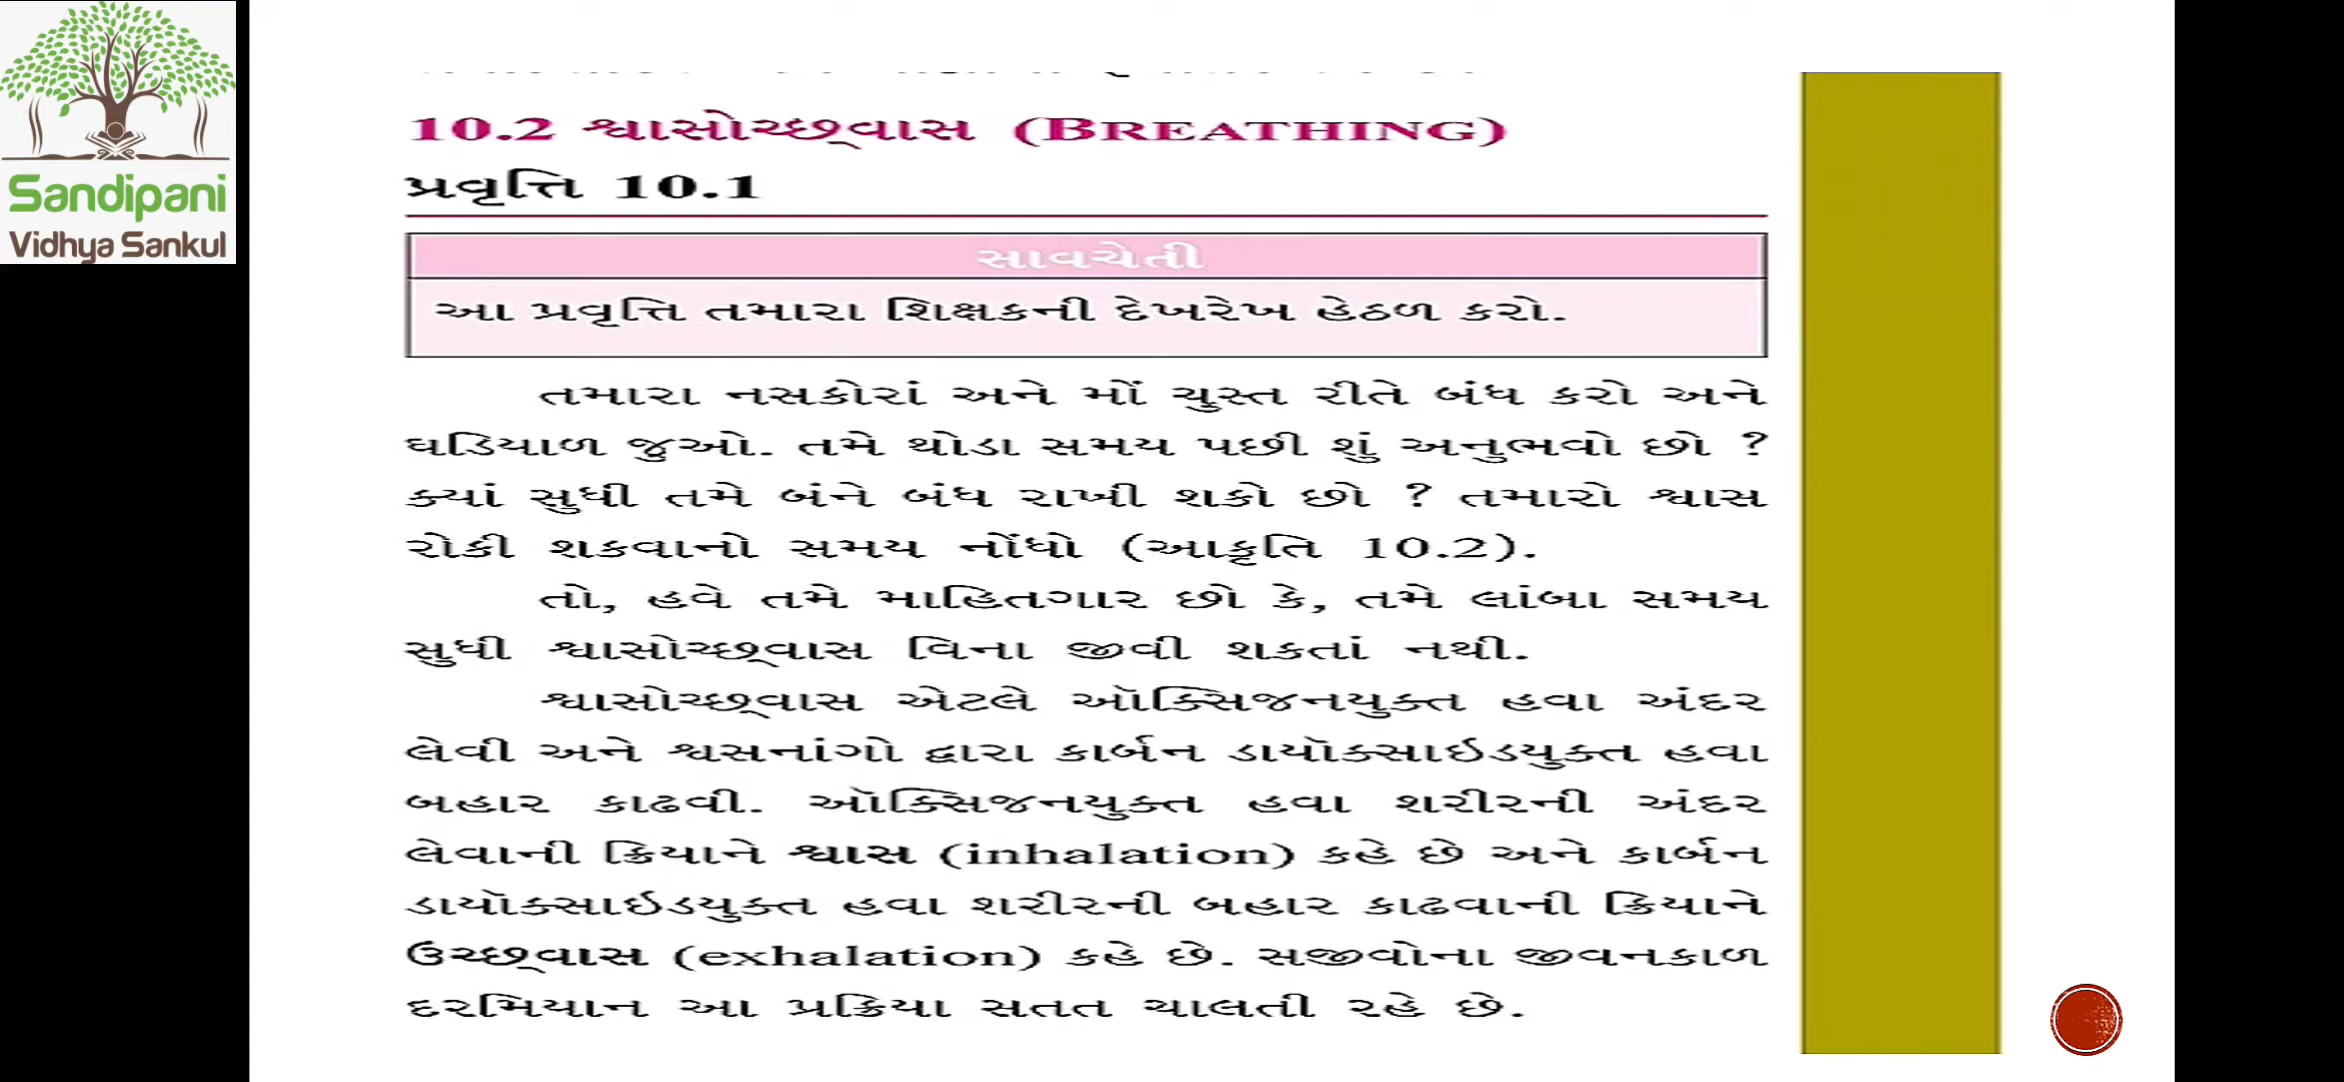 Sandipani
Vidhya Sankul
10.2 શ્વાસોચ્છ્વાસ (BREATHING)
પ્રવૃત્તિ 10.1
સાવચેતી
આ પ્રવૃત્તિ તમારા શિક્ષકની દેખરેખ હેઠળ કરો.
તમારા નસકોરાં અને મોં ચુસ્ત રીતે બંધ કરો અને
ઘડિયાળ જુઓ. તમે થોડા સમય પછી શું અનુભવો છો ?
ક્યાં સુધી તમે બંને બંધ રાખી શકો છો ? તમારો શ્વાસ
રોકી શકવાનો સમય નોંધો (આકૃતિ 10.2).
તો, હવે તમે માહિતગાર છો કે, તમે લાંબા સમય
સુધી શ્વાસોચ્છ્વાસ વિના જીવી શકતાં નથી.
શ્વાસોચ્છ્વાસ એટલે ઑક્સિજનયુક્ત હવા અંદર
લેવી અને શ્વસનાંગો દ્વારા કાર્બન ડાયૉક્સાઇડયુક્ત હવા
બહાર કાઢવી. ઑક્સિજનયુક્ત હવા શરીરની અંદર
લેવાની ક્રિયાને શ્વાસ (inhalation) કહે છે અને કાર્બન
ડાયૉક્સાઇડયુક્ત હવા શરીરની બહાર કાઢવાની ક્રિયાને
ઉચ્છ્વાસ (exhalation) કહે છે. સજીવોના જીવનકાળ
દરમિયાન આ પ્રક્રિયા સતત ચાલતી રહે છે.